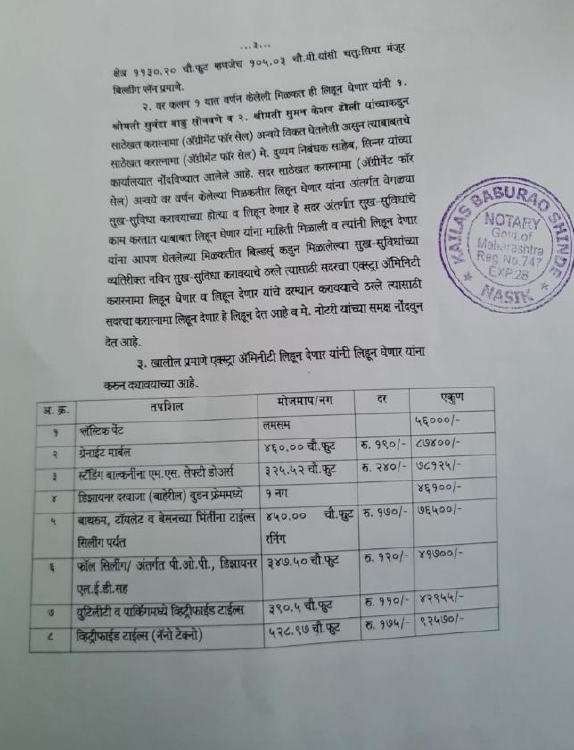 ...३...
क्षेत्र ११३०.२० चौ.फूट म्हणजेच १०५.०३ चौ.मी.यांसी चतु:सिमा मंजूर
बिल्डींग प्लॅन प्रमाणे.
२. वर कलम १ यात वर्णन केलेली मिळकत ही लिहून घेणार यांनी १.
श्रीमती सुनंदा बाबु सोनवणे व २. श्रीमती सुमन केशव ढोली यांच्याकडून
साठेखत करारनामा (ॲग्रीमेंट फॉर सेल) अन्वये विकत घेतलेली असुन त्याबाबतचे
साठेखत करारनामा (ॲग्रीमेंट फॉर सेल) मे. दुय्यम निबंधक साहेब, सिन्नर यांच्या
कार्यालयात नोंदविण्यात आलेले आहे. सदर साठेखत करारनामा (ॲग्रीमेंट फॉर
सेल) अन्वये वर वर्णन केलेल्या मिळकतीत लिहून घेणार यांना अंतर्गत वेगळ्या
सुख-सुविधा करावयाच्या होत्या व लिहून देणार हे सदर अंतर्गत सुख-सुविधांचे
काम करतात याबाबत लिहून घेणार यांना माहिती मिळाली व त्यांनी लिहून देणार
यांना आपण घेतलेल्या मिळकतीत बिल्डर्सु कडुन मिळालेल्या सुख-सुविधांच्या
व्यतिरीक्त नविन सुख-सुविधा करावयाचे ठरले त्यासाठी सदरचा एक्स्ट्रा ॲमिनिटी
करारनामा लिहून घेणार व लिहून देणार यांचे दरम्यान करावयाचे ठरले त्यासाठी
सदरचा करारनामा लिहून देणार हे लिहून देत आहे व मे. नोटरी यांच्या समक्ष नोंदवुन
देत आहे.
३. खालील प्रमाणे एक्स्ट्रा ॲमिनीटी लिहून देणार यांनी लिहून घेणार यांना
करुन द्यावयाच्या आहे.
अ. क्र. तपशिल मोजमाप/नग दर एकुण
१ प्लॅस्टिक पेंट लमसम ५६०००/-
२ ग्रेनाईट मार्बल ४६०.०० चौ.फूट रु. १९०/- ८७४००/-
३ स्टँडिंग बाल्कनींना एम.एस. सेफ्टी डोअर्स ३२५.५२ चौ.फूट रु. २४०/- ७८१२५/-
४ डिझायनर दरवाजा (बाहेरील) वुडन फ्रेममध्ये १ नग ४६१००/-
५ बाथरुम, टॉयलेट व बेसनच्या भिंतींना टाईल्स ४५०.०० चौ.फूट रु. १७०/- ७६५००/-
सिलींग पर्यंत रनिंग
६ फॉल सिलींग/ अंतर्गत पी.ओ.पी., डिझायनर ३४७.५० चौ.फूट रु. १२०/- ४१७००/-
एल.ई.डी.सह
७ युटिलीटी व पार्किंगमध्ये व्हिट्रीफाईड टाईल्स ३९०.५ चौ.फूट रु. ११०/- ४२९५५/-
८ व्हिट्रीफाईड टाईल्स (नॅनो टेक्नो) ५२८.९७ चौ.फूट रु. १७५/- ९२५७०/-
KAILAS BABURAO SHINDE
NOTARY
Govt.of
Maharashtra
Reg.No.747
EXP.28
NASIK